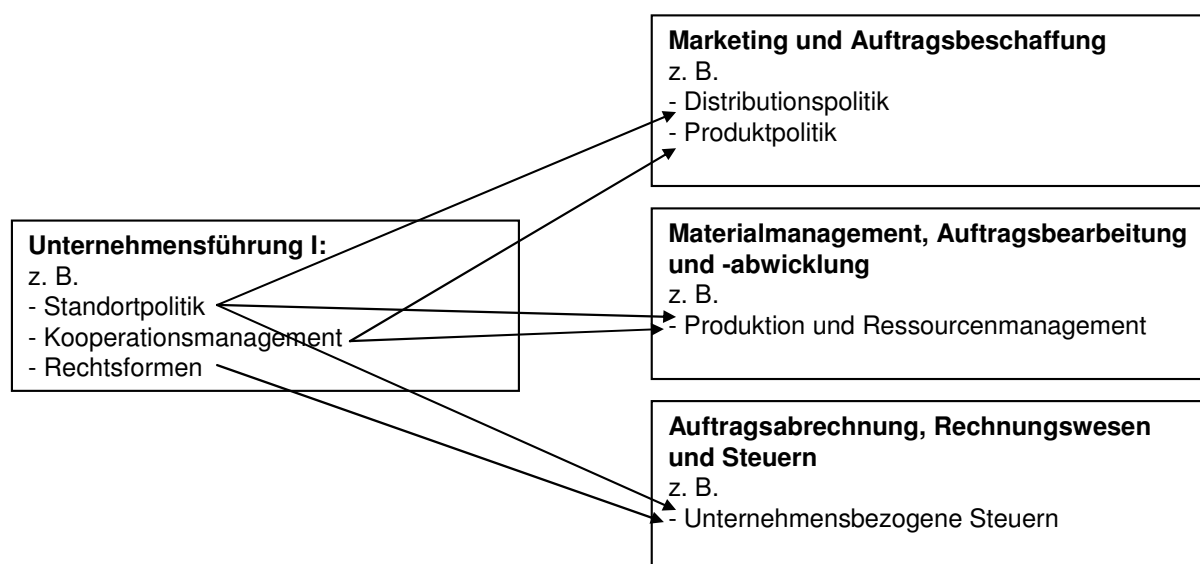 Marketing und Auftragsbeschaffung
z. B.
- Distributionspolitik
- Produktpolitik
Unternehmensführung I:
z. B.
- Standortpolitik
- Kooperationsmanagement
- Rechtsformen
Materialmanagement, Auftragsbearbeitung
und -abwicklung
z. B.
- Produktion und Ressourcenmanagement
Auftragsabrechnung, Rechnungswesen
und Steuern
z. B.
- Unternehmensbezogene Steuern